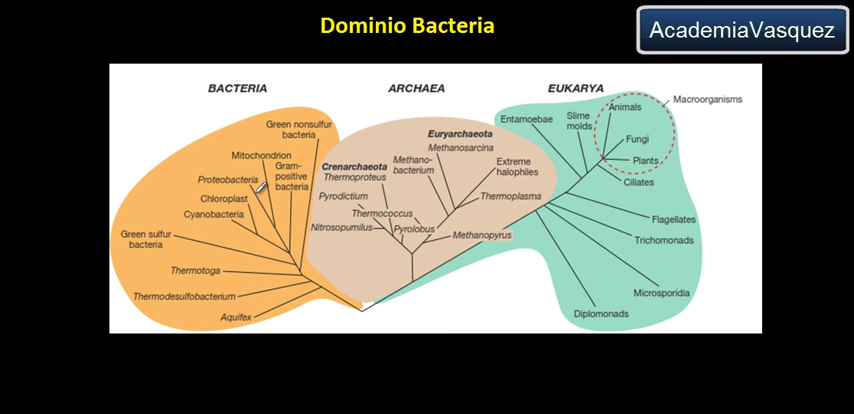 Dominio Bacteria
AcademiaVasquez
BACTERIA
ARCHAEA
EUKARYA
Green nonsulfur
bacteria
Mitochondrion
Gram-
positive
bacteria
Proteobacteria
Chloroplast
Cyanobacteria
Green sulfur
bacteria
Thermotoga
Thermodesulfobacterium
Aquifex
Euryarchaeota
Methanosarcina
Crenarchaeota
Thermoproteus
Methano-
bacterium
Extreme
halophiles
Pyrodictium
Thermoplasma
Thermococcus
Nitrosopumilus
Pyrolobus
Methanopyrus
Entamoebae
Slime
molds
Animals
Macroorganisms
Fungi
Plants
Ciliates
Flagellates
Trichomonads
Microsporidia
Diplomonads